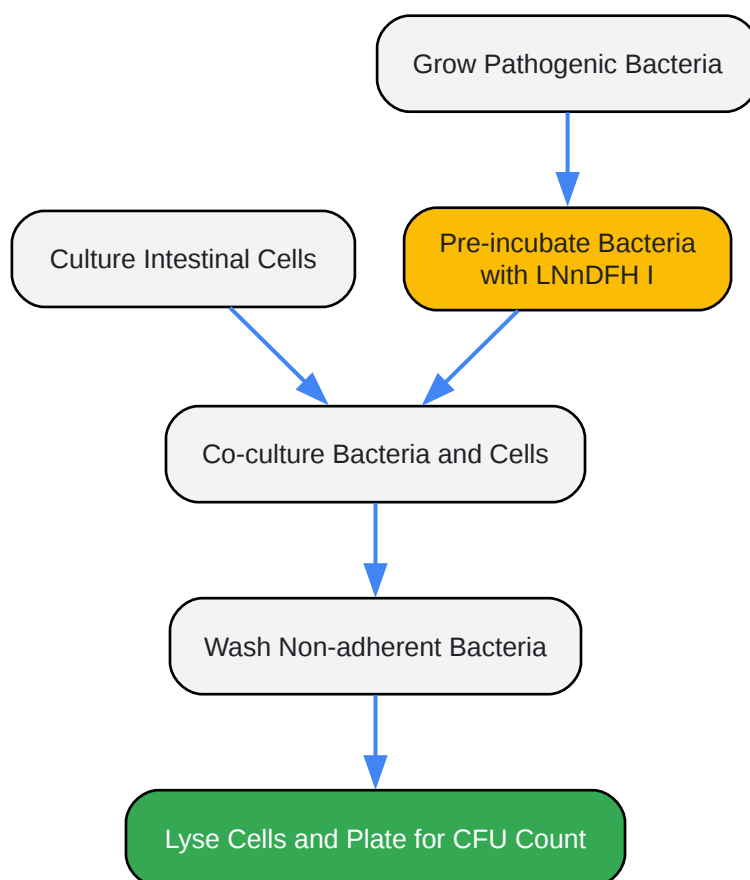 Grow Pathogenic Bacteria
Culture Intestinal Cells
Pre-incubate Bacteria
with LNnDFH I
Co-culture Bacteria and Cells
Wash Non-adherent Bacteria
Lyse Cells and Plate for CFU Count